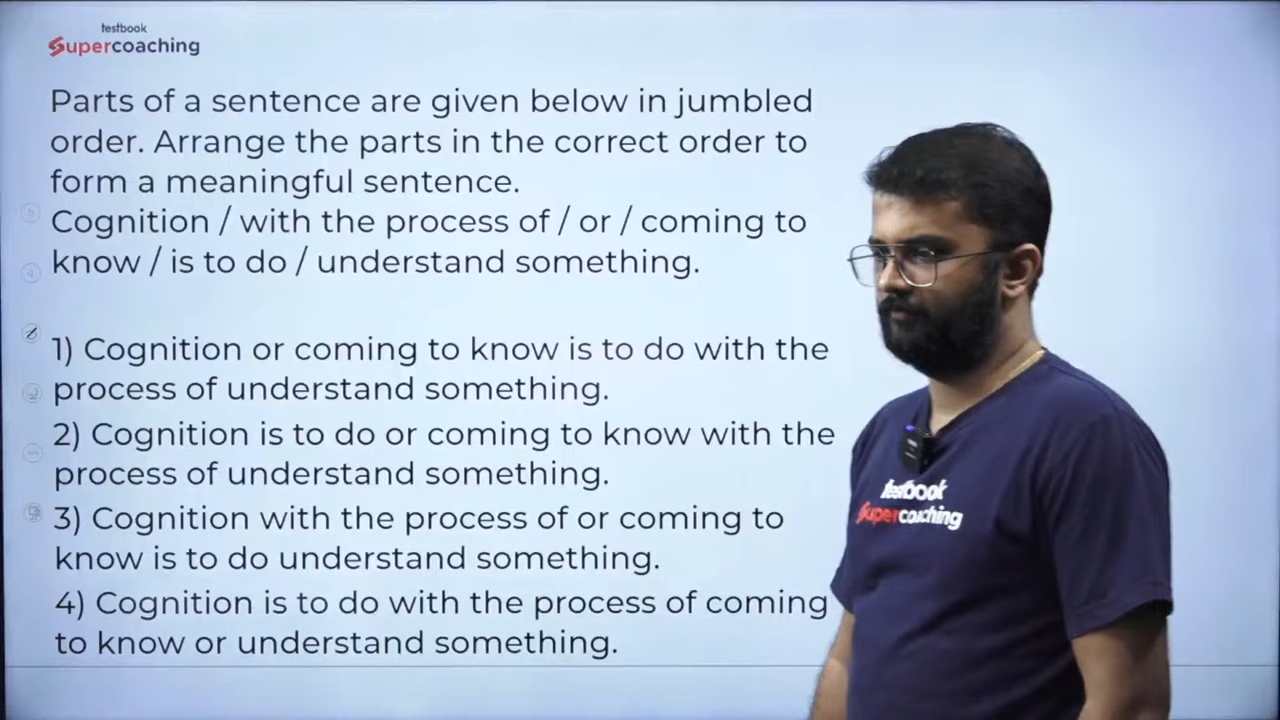 testbook
Supercoaching
Parts of a sentence are given below in jumbled
order. Arrange the parts in the correct order to
form a meaningful sentence.
Cognition / with the process of / or / coming to
know / is to do / understand something.
1) Cognition or coming to know is to do with the
process of understand something.
2) Cognition is to do or coming to know with the
process of understand something.
3) Cognition with the process of or coming to
know is to do understand something.
4) Cognition is to do with the process of coming
to know or understand something.
testbook
Supercoaching